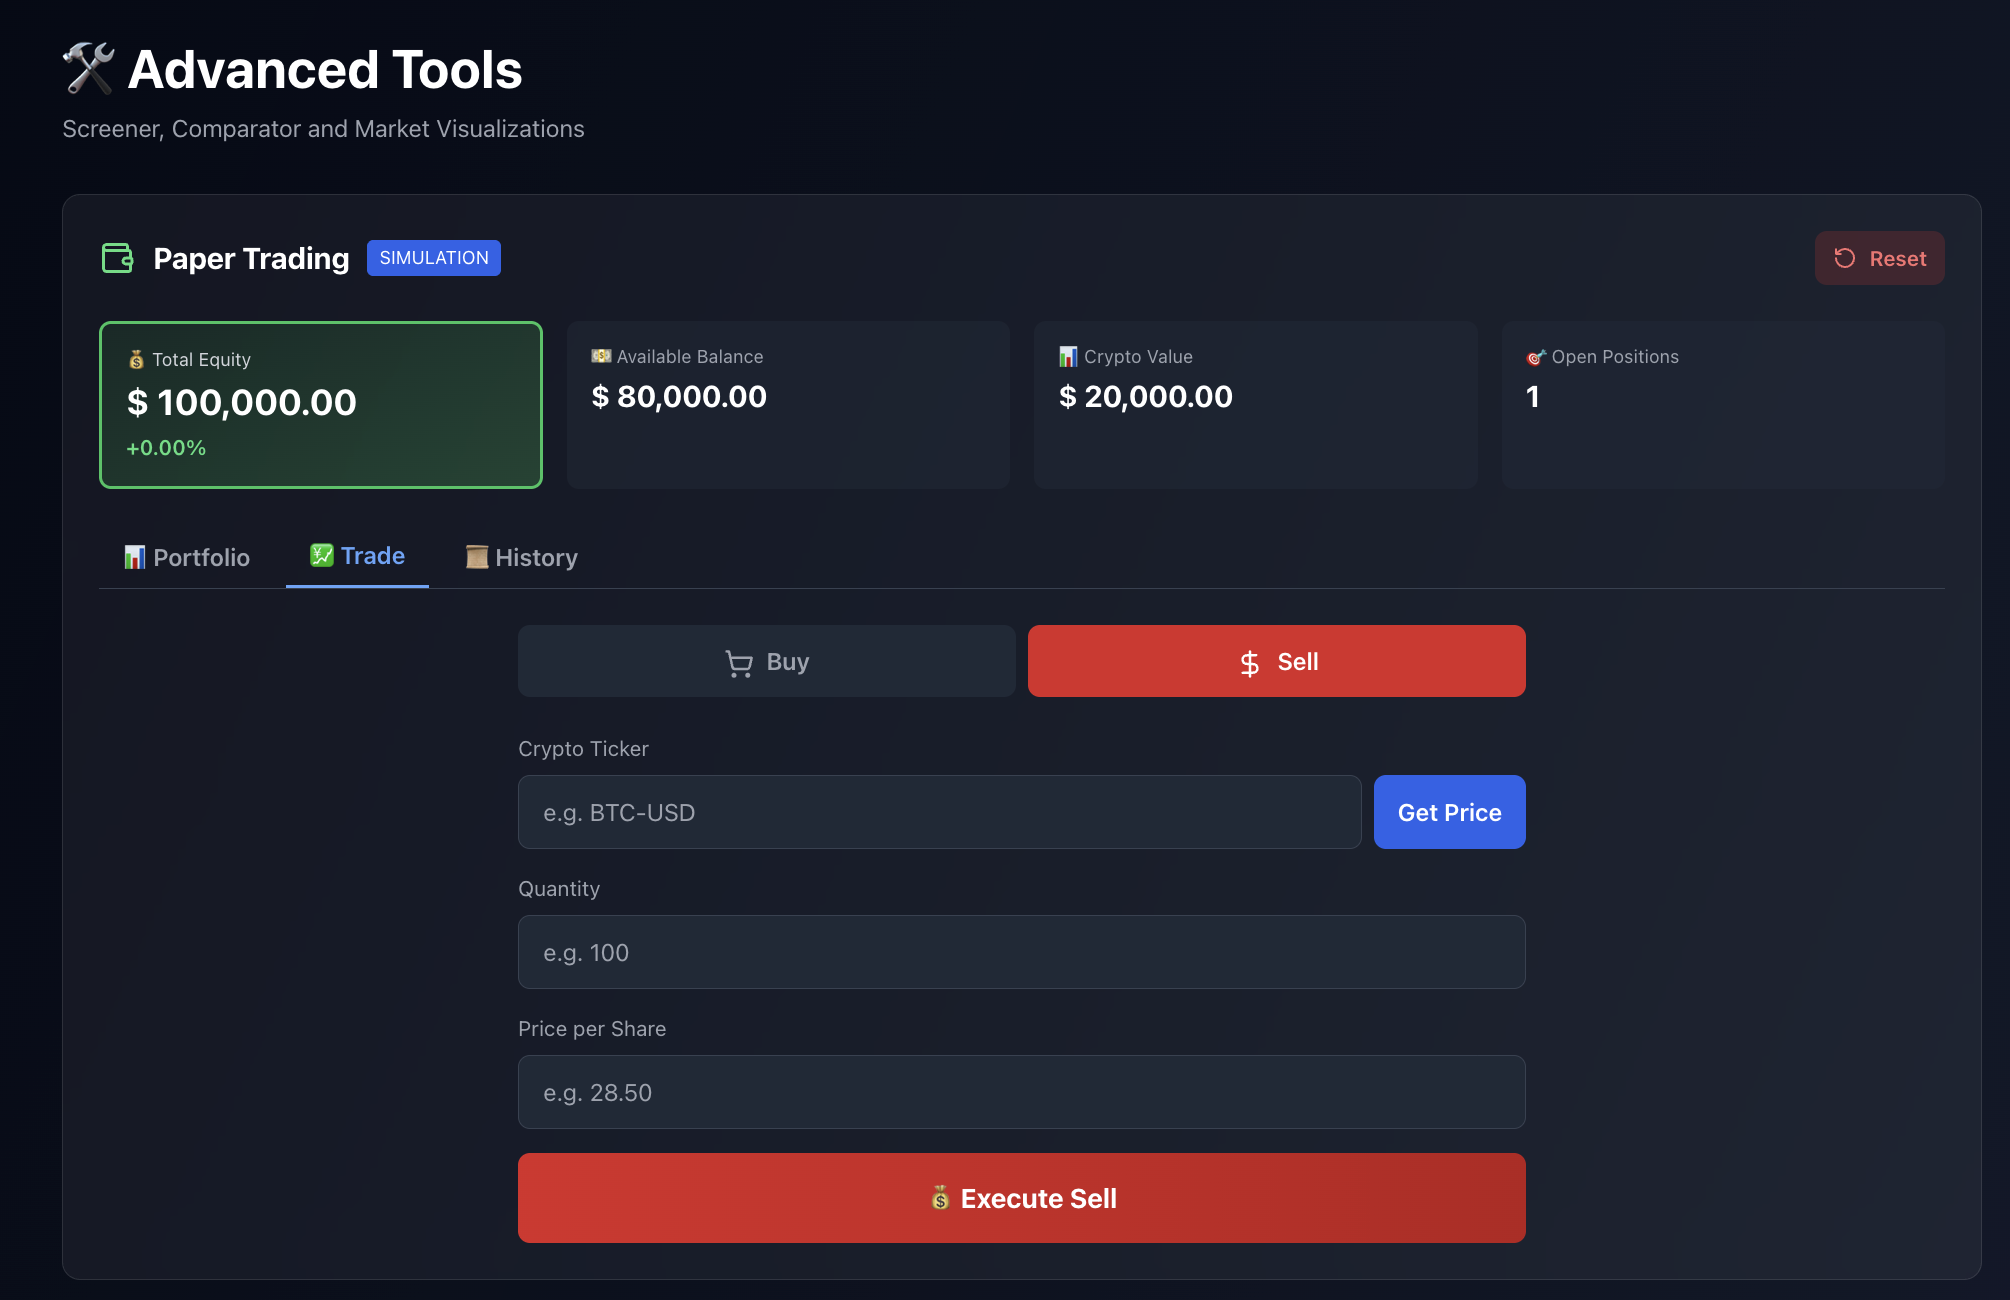 🛠️ Advanced Tools
Screener, Comparator and Market Visualizations
Paper Trading SIMULATION
Reset
💰 Total Equity
$ 100,000.00
+0.00%
💵 Available Balance
$ 80,000.00
📊 Crypto Value
$ 20,000.00
🎯 Open Positions
1
📊 Portfolio
💹 Trade
📜 History
Buy
Sell
Crypto Ticker
e.g. BTC-USD
Get Price
Quantity
e.g. 100
Price per Share
e.g. 28.50
💰 Execute Sell